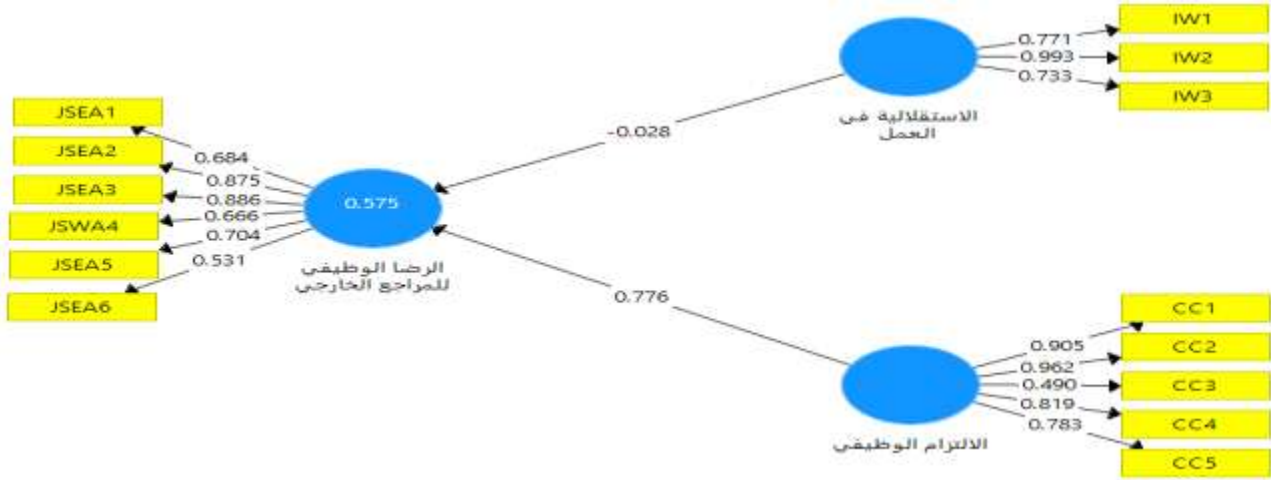 IW1
0.771
0.993
IW2
0.733
IW3
الاستقلالية في
العمل
-0.028
JSEA1
JSEA2
JSEA3
JSWA4
JSEA5
JSEA6
0.684
0.875
0.886
0.666
0.704
0.531
0.575
الرضا الوظيفي
للمراجع الخارجي
0.776
CC1
CC2
CC3
CC4
CC5
0.905
0.962
0.490
0.819
0.783
الالتزام الوظيفي